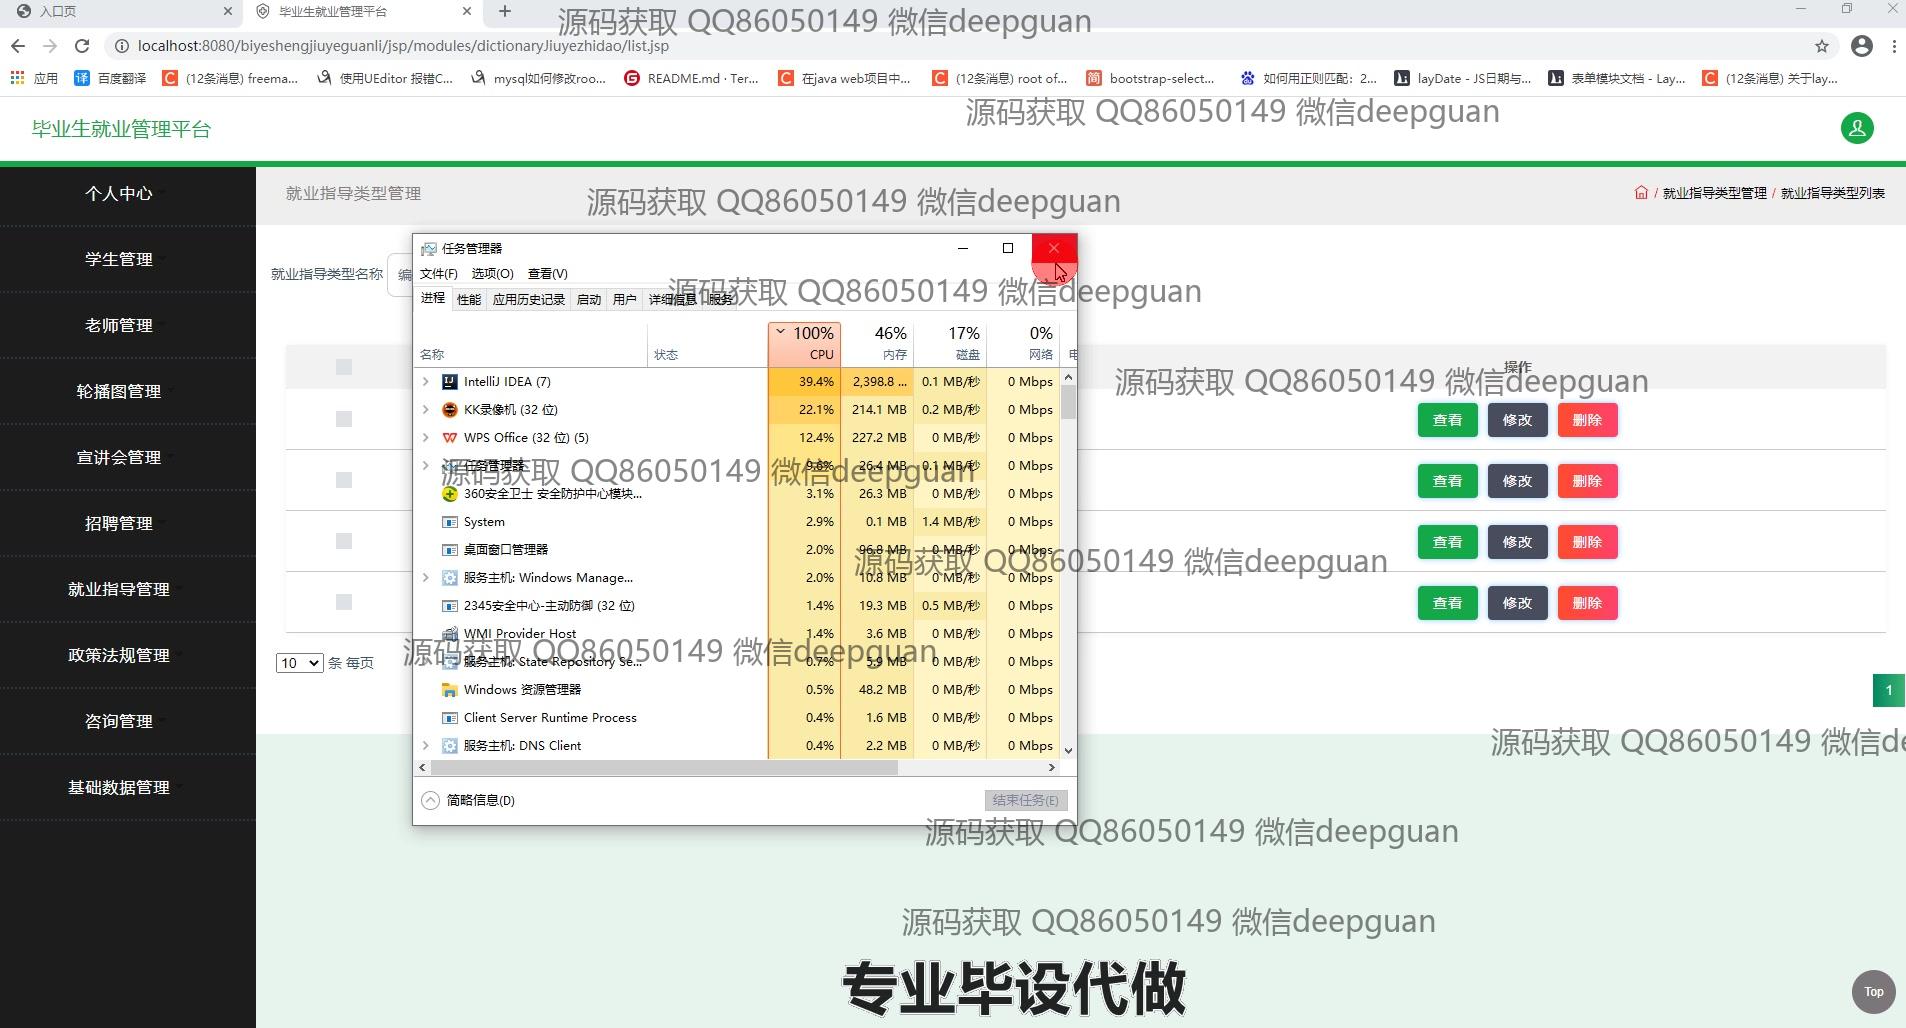 入口页
毕业生就业管理平台
源码获取 QQ86050149 微信deepguan
localhost:8080/biyeshengjiuyeguanli/jsp/modules/dictionaryJiuyezhidao/list.jsp
应用
百度翻译
(12条消息) freema...
使用UEditor 报错C...
mysql如何修改roo...
README.md · Ter...
在java web项目中...
(12条消息) root of...
bootstrap-select...
如何用正则匹配：2...
layDate - JS日期与...
表单模块文档 - Lay...
(12条消息) 关于lay...
源码获取 QQ86050149 微信deepguan
毕业生就业管理平台
个人中心
学生管理
老师管理
轮播图管理
宣讲会管理
招聘管理
就业指导管理
政策法规管理
咨询管理
基础数据管理
就业指导类型管理
源码获取 QQ86050149 微信deepguan
/ 就业指导类型管理 / 就业指导类型列表
就业指导类型名称
编
任务管理器
文件(F) 选项(O) 查看(V)
源码获取 QQ86050149 微信deepguan
进程 性能 应用历史记录 启动 用户 详细信息 服务
100% 46% 17% 0%
名称 状态 CPU 内存 磁盘 网络 电
操作
源码获取 QQ86050149 微信deepguan
IntelliJ IDEA (7) 39.4% 2,398.8 ... 0.1 MB/秒 0 Mbps
KK录像机 (32 位) 22.1% 214.1 MB 0.2 MB/秒 0 Mbps
WPS Office (32 位) (5) 12.4% 227.2 MB 0 MB/秒 0 Mbps
任务管理器 9.6% 26.4 MB 0.1 MB/秒 0 Mbps
源码获取 QQ86050149 微信deepguan
360安全卫士 安全防护中心模块... 3.1% 26.3 MB 0 MB/秒 0 Mbps
System 2.9% 0.1 MB 1.4 MB/秒 0 Mbps
桌面窗口管理器 2.0% 96.8 MB 0 MB/秒 0 Mbps
源码获取 QQ86050149 微信deepguan
服务主机: Windows Manage... 2.0% 10.8 MB 0 MB/秒 0 Mbps
2345安全中心-主动防御 (32 位) 1.4% 19.3 MB 0.5 MB/秒 0 Mbps
WMI Provider Host 1.4% 3.6 MB 0 MB/秒 0 Mbps
源码获取 QQ86050149 微信deepguan
服务主机: State Repository Se... 0.7% 5.9 MB 0 MB/秒 0 Mbps
Windows 资源管理器 0.5% 48.2 MB 0 MB/秒 0 Mbps
Client Server Runtime Process 0.4% 1.6 MB 0 MB/秒 0 Mbps
服务主机: DNS Client 0.4% 2.2 MB 0 MB/秒 0 Mbps
简略信息(D)
结束任务(E)
查看 修改 删除
查看 修改 删除
查看 修改 删除
查看 修改 删除
10 条 每页
1
源码获取 QQ86050149 微信de
源码获取 QQ86050149 微信deepguan
源码获取 QQ86050149 微信deepguan
专业毕设代做
Top